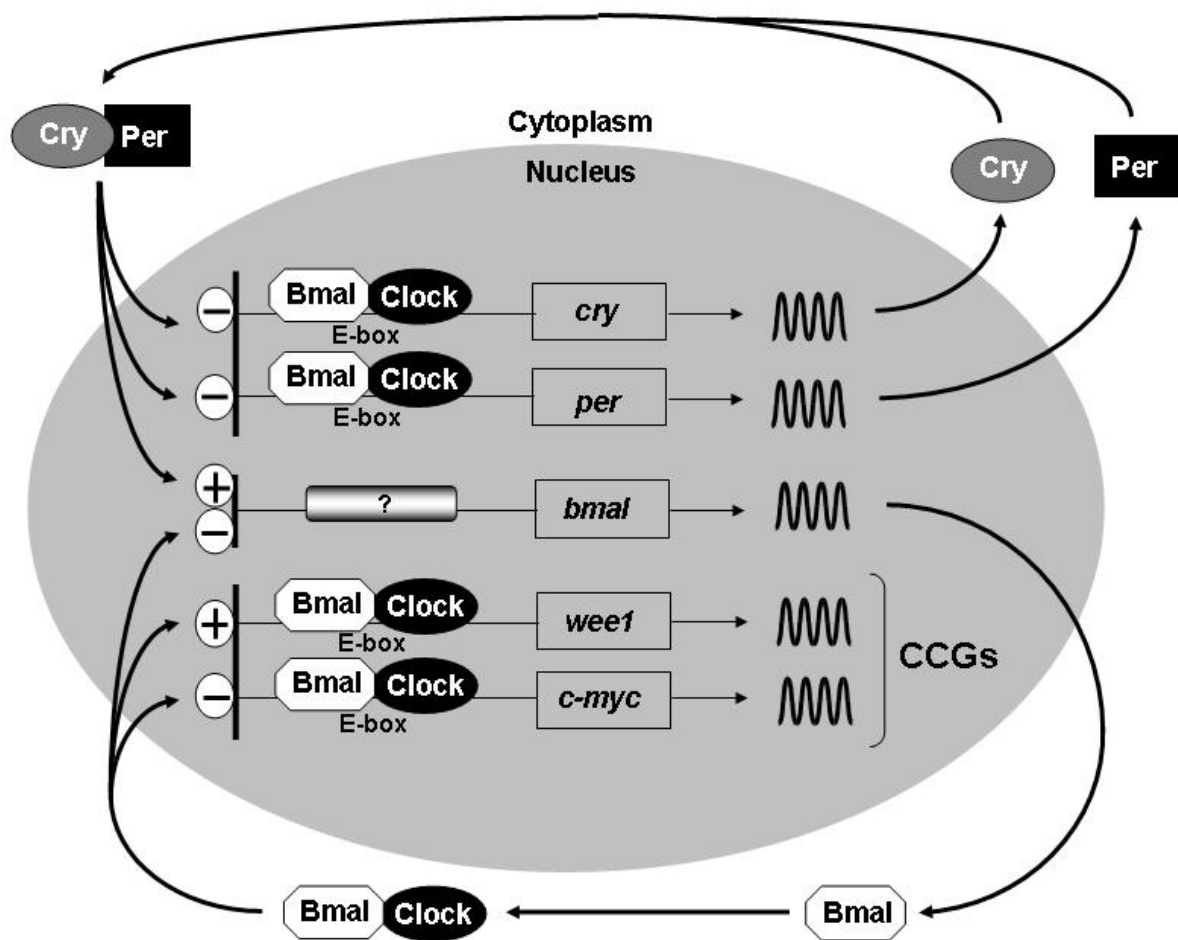 Cytoplasm
Nucleus
Cry Per
Cry
Per
− Bmal Clock cry
E-box
− Bmal Clock per
E-box
+
− ? bmal
+ Bmal Clock wee1
E-box
− Bmal Clock c-myc
E-box
CCGs
Bmal Clock
Bmal